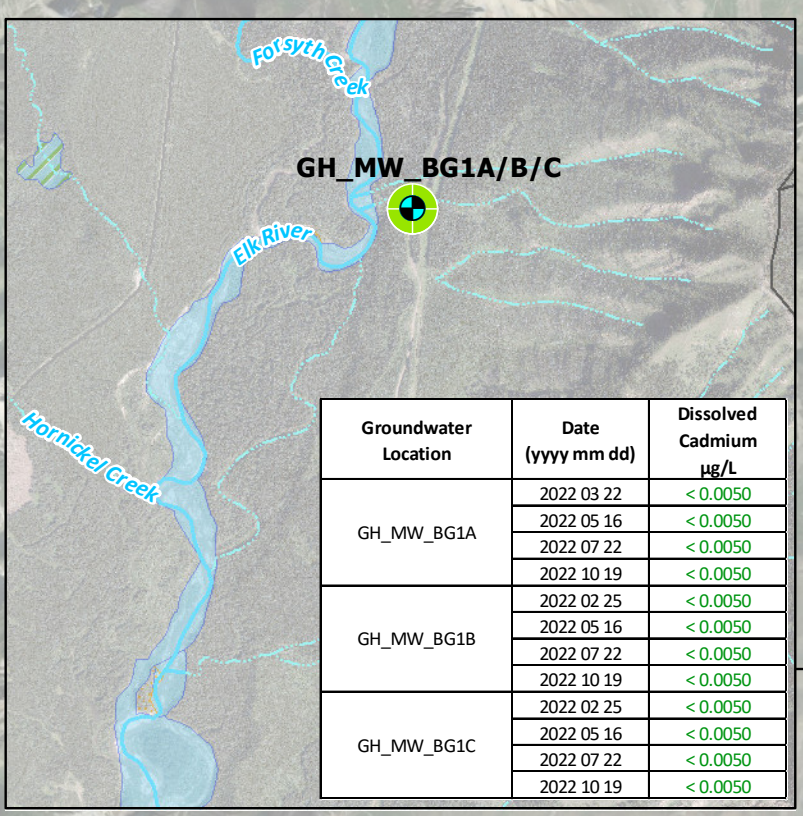 Forsyth Creek
GH_MW_BG1A/B/C
Elk River
Hornickel Creek
Groundwater Location Date (yyyy mm dd) Dissolved Cadmium µg/L
GH_MW_BG1A
2022 03 22 < 0.0050
2022 05 16 < 0.0050
2022 07 22 < 0.0050
2022 10 19 < 0.0050
GH_MW_BG1B
2022 02 25 < 0.0050
2022 05 16 < 0.0050
2022 07 22 < 0.0050
2022 10 19 < 0.0050
GH_MW_BG1C
2022 02 25 < 0.0050
2022 05 16 < 0.0050
2022 07 22 < 0.0050
2022 10 19 < 0.0050